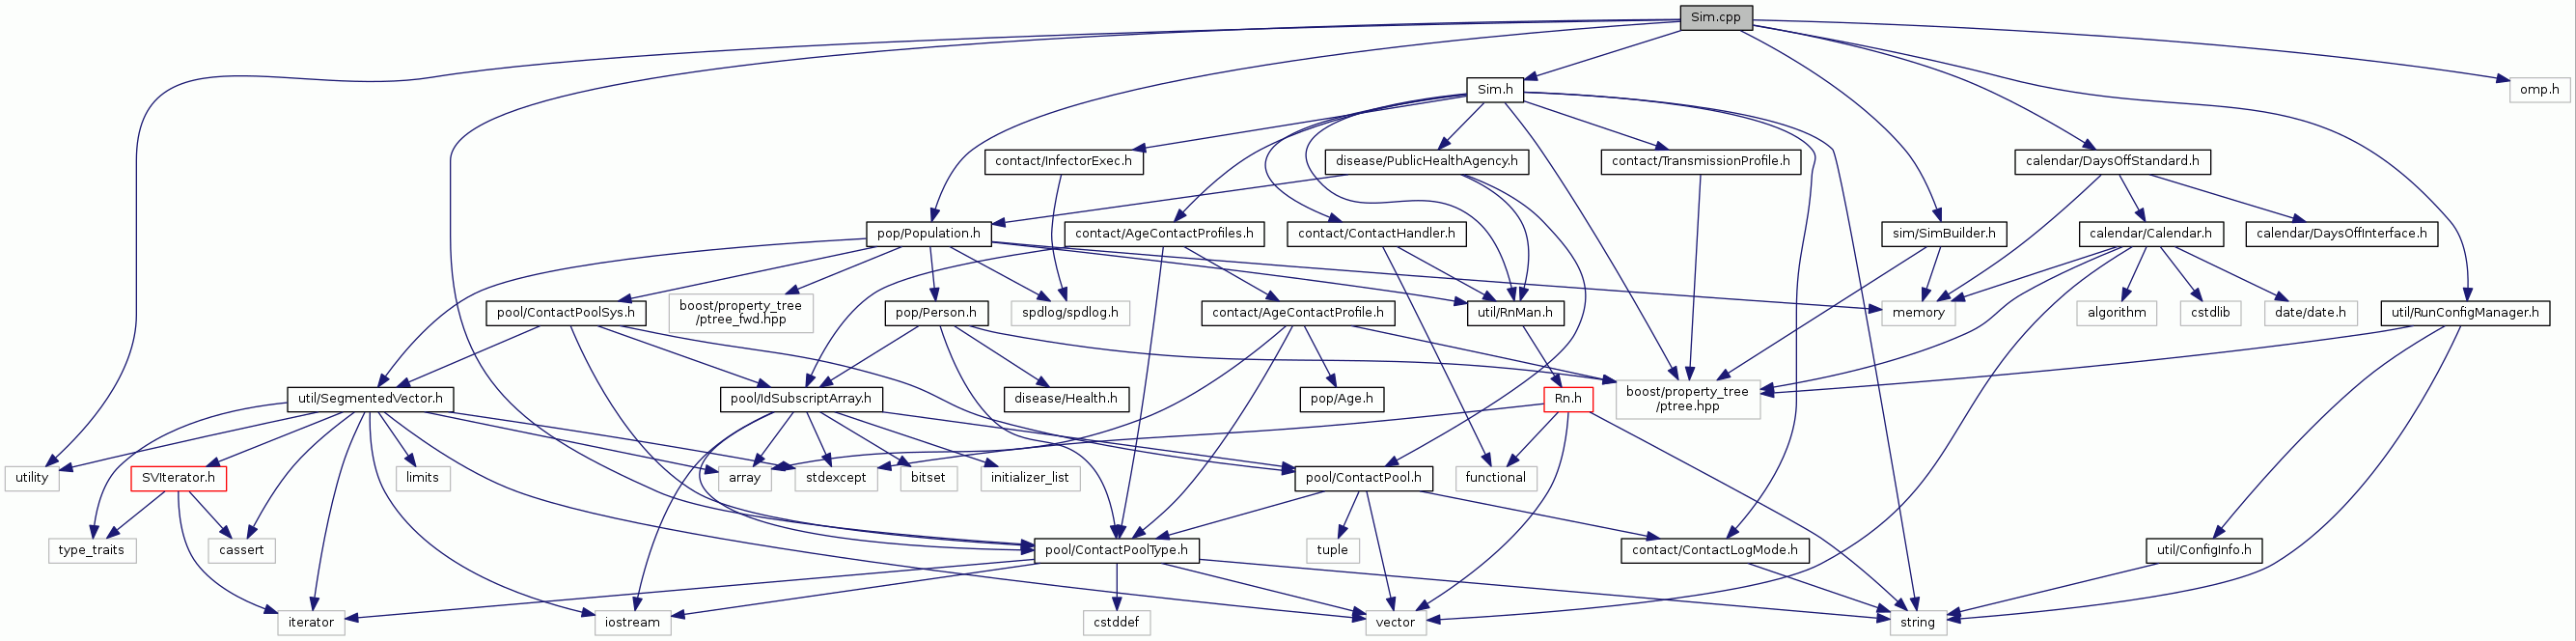 Sim.cpp
Sim.h
omp.h
contact/InfectorExec.h
disease/PublicHealthAgency.h
contact/TransmissionProfile.h
calendar/DaysOffStandard.h
pop/Population.h
contact/AgeContactProfiles.h
contact/ContactHandler.h
sim/SimBuilder.h
calendar/Calendar.h
calendar/DaysOffInterface.h
pool/ContactPoolSys.h
boost/property_tree
/ptree_fwd.hpp
pop/Person.h
spdlog/spdlog.h
contact/AgeContactProfile.h
util/RnMan.h
memory
algorithm
cstdlib
date/date.h
util/RunConfigManager.h
util/SegmentedVector.h
pool/IdSubscriptArray.h
disease/Health.h
pop/Age.h
Rn.h
boost/property_tree
/ptree.hpp
utility
SVIterator.h
limits
array
stdexcept
bitset
initializer_list
pool/ContactPool.h
functional
type_traits
cassert
pool/ContactPoolType.h
tuple
contact/ContactLogMode.h
util/ConfigInfo.h
iterator
iostream
cstddef
vector
string